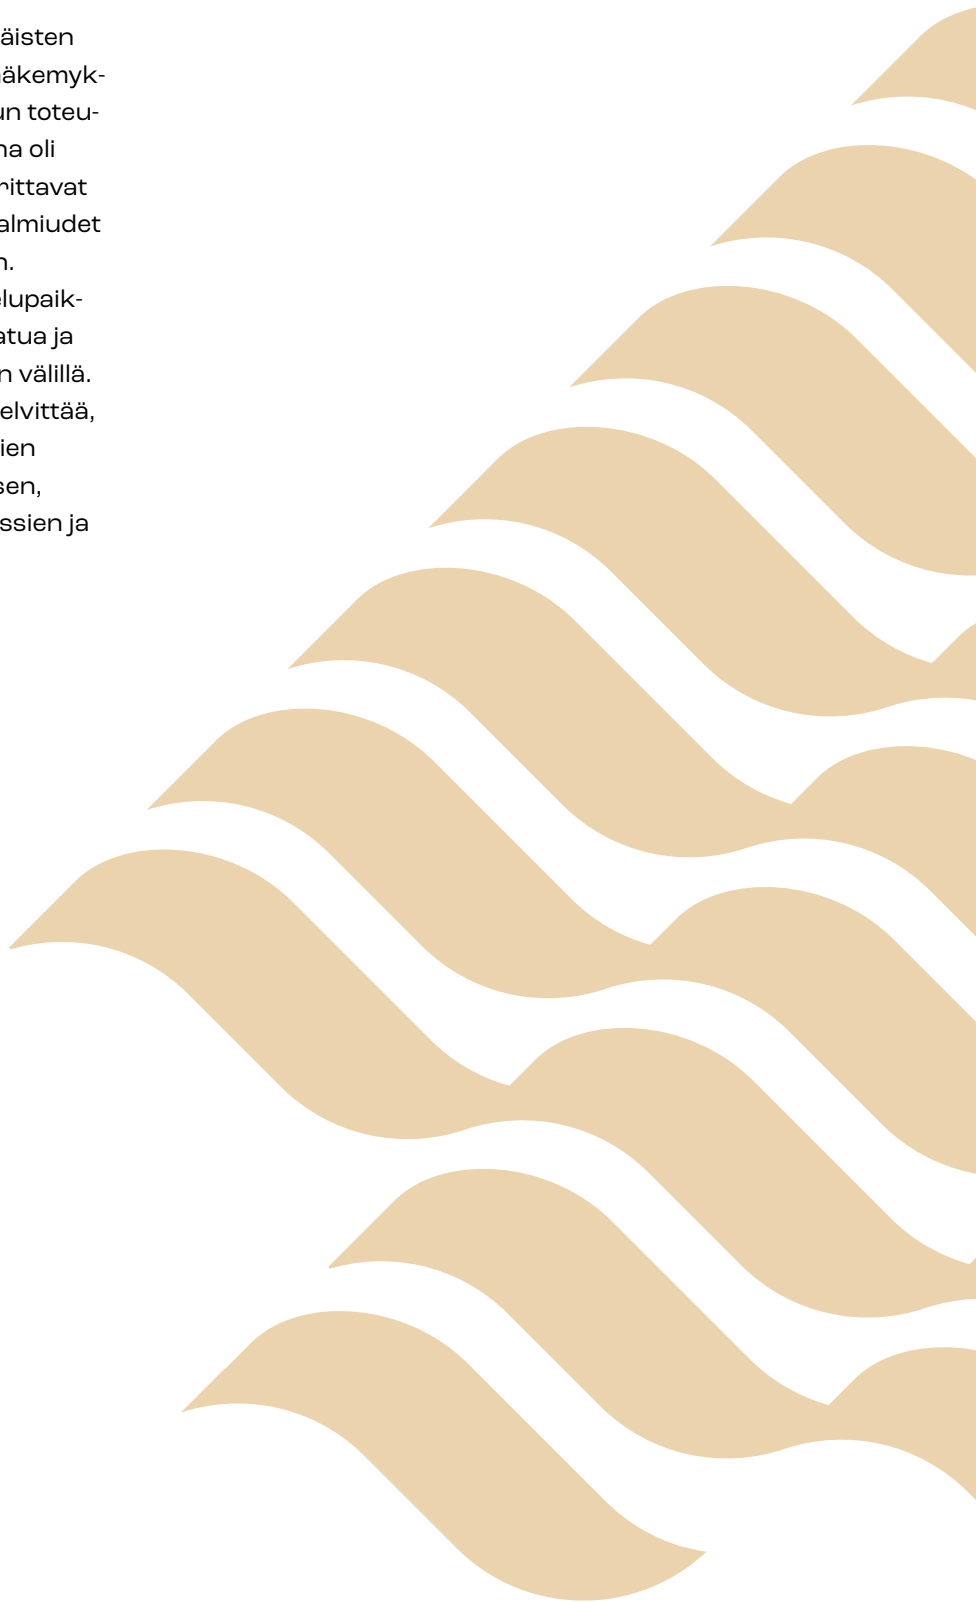 äisten
äkemyk-
un toteu-
na oli
rittavat
almiudet
n.
elupaik-
atua ja
n välillä.
elvittää,
ien
sen,
ssien ja